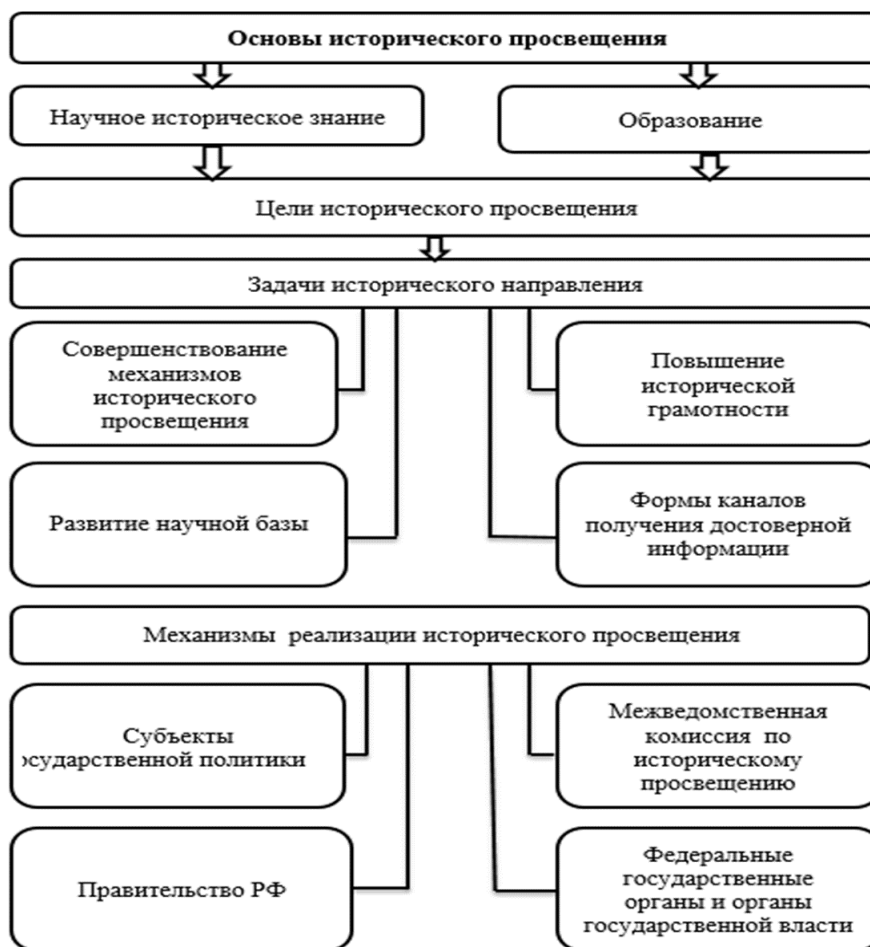 Основы исторического просвещения
Научное историческое знание
Образование
Цели исторического просвещения
Задачи исторического направления
Совершенствование
механизмов
исторического
просвещения
Повышение
исторической
грамотности
Развитие научной базы
Формы каналов
получения достоверной
информации
Механизмы реализации исторического просвещения
Субъекты
осударственной политики
Межведомственная
комиссия по
историческому
просвещению
Правительство РФ
Федеральные
государственные
органы и органы
государственной власти